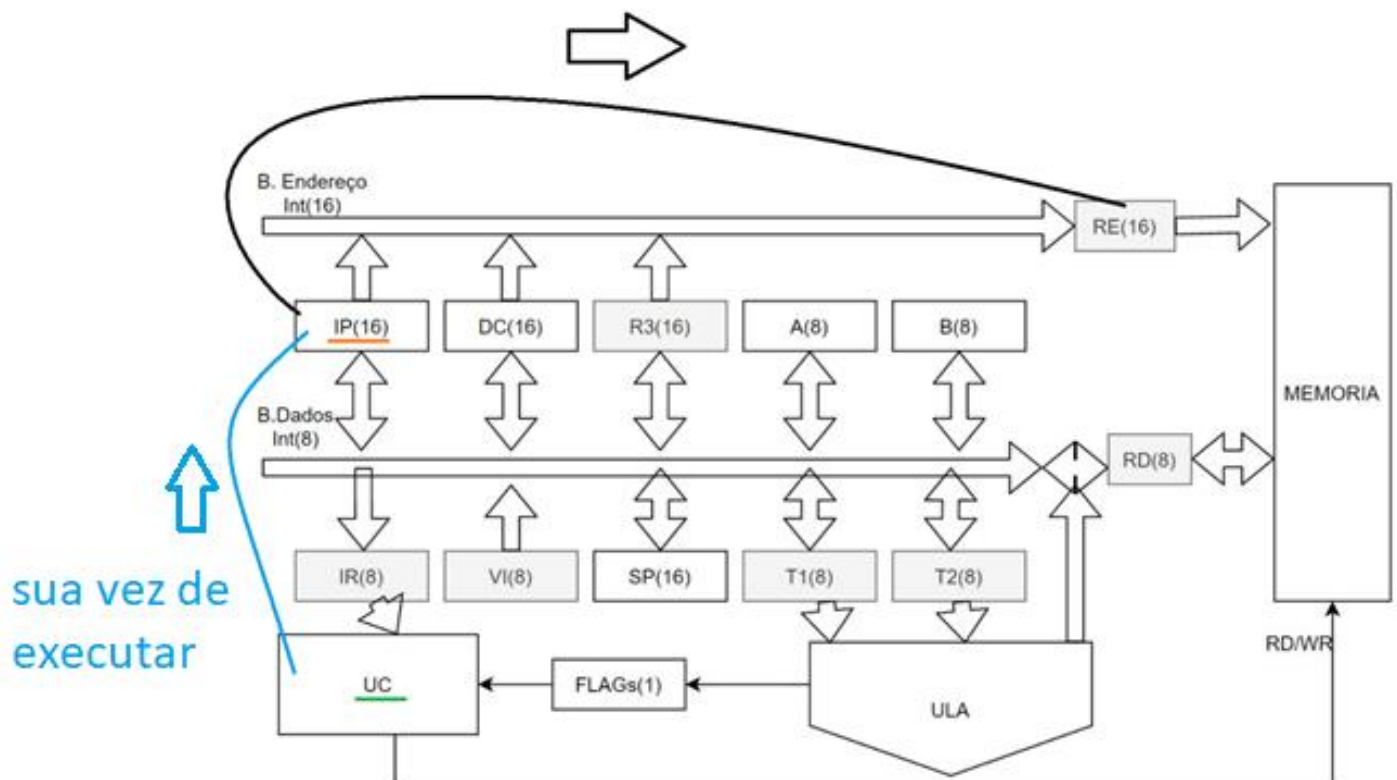 B. Endereço
Int(16)
RE(16)
IP(16)
DC(16)
R3(16)
A(8)
B(8)
MEMORIA
B.Dados
Int(8)
RD(8)
IR(8)
VI(8)
SP(16)
T1(8)
T2(8)
sua vez de
executar
RD/WR
UC
FLAGs(1)
ULA